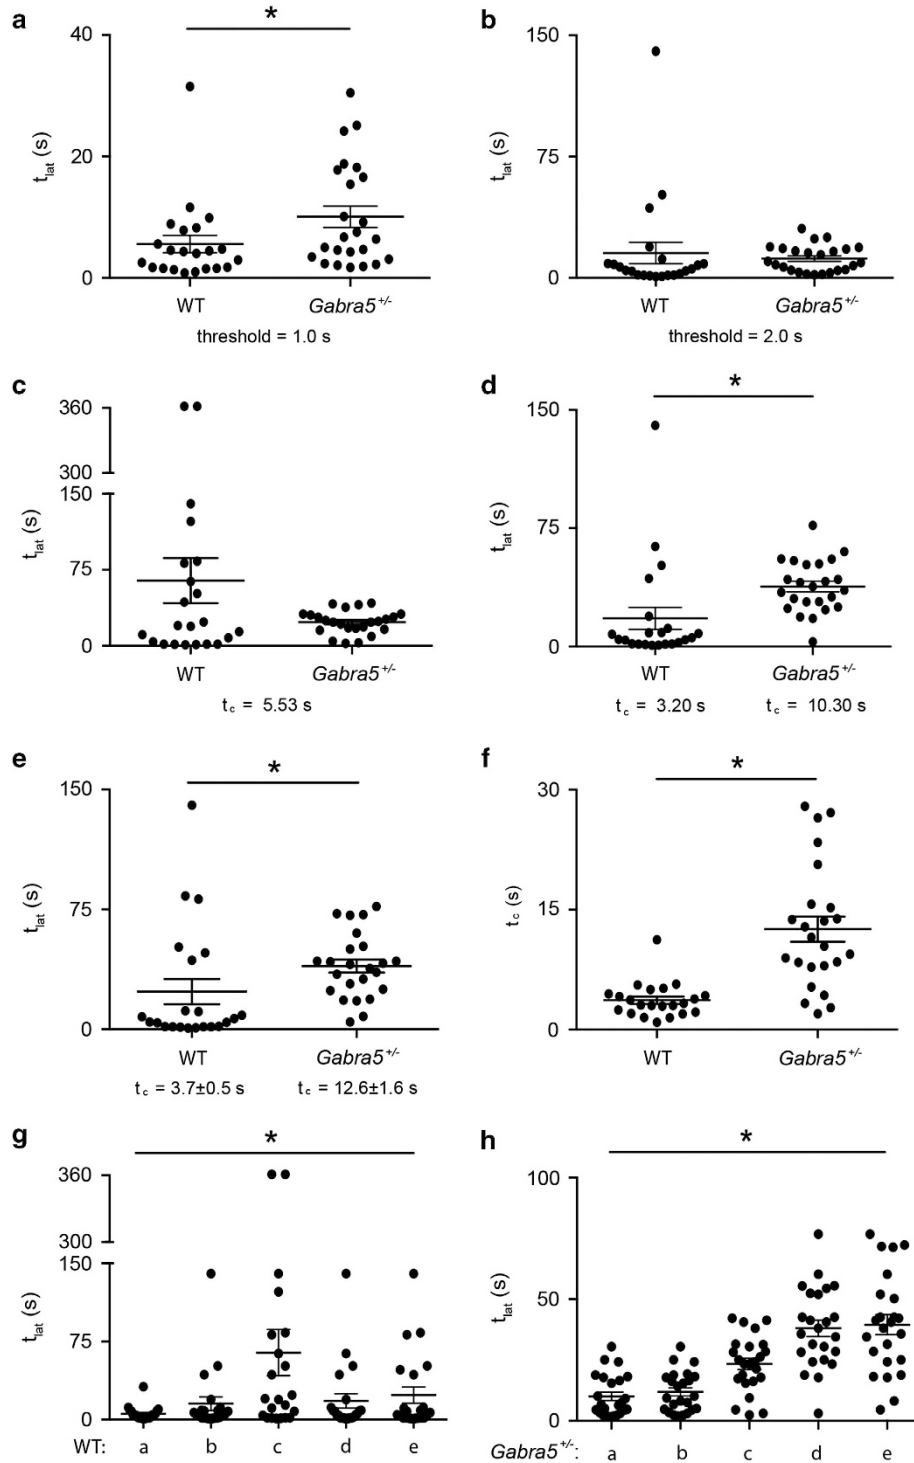 a
b
*
40
20
0
t_lat (s)
WT
Gabra5+/-
threshold = 1.0 s
150
75
0
t_lat (s)
WT
Gabra5+/-
threshold = 2.0 s
c
d
360
300
150
75
0
t_lat (s)
WT
Gabra5+/-
t_c = 5.53 s
*
150
75
0
t_lat (s)
WT
Gabra5+/-
t_c = 3.20 s
t_c = 10.30 s
e
f
*
150
75
0
t_lat (s)
WT
Gabra5+/-
t_c = 3.7±0.5 s
t_c = 12.6±1.6 s
*
30
15
0
t_c (s)
WT
Gabra5+/-
g
h
*
360
300
150
75
0
t_lat (s)
WT: a b c d e
*
100
50
0
t_lat (s)
Gabra5+/-: a b c d e